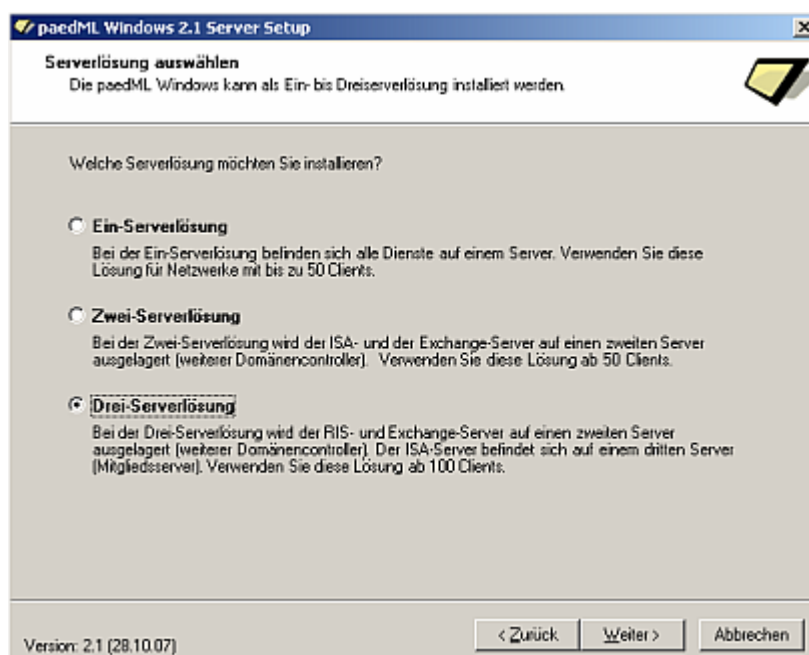 paedML Windows 2.1 Server Setup
Serverlösung auswählen
Die paedML Windows kann als Ein- bis Dreiserverlösung installiert werden.
Welche Serverlösung möchten Sie installieren?
Ein-Serverlösung
Bei der Ein-Serverlösung befinden sich alle Dienste auf einem Server. Verwenden Sie diese
Lösung für Netzwerke mit bis zu 50 Clients.
Zwei-Serverlösung
Bei der Zwei-Serverlösung wird der ISA- und der Exchange-Server auf einen zweiten Server
ausgelagert (weiterer Domänencontroller). Verwenden Sie diese Lösung ab 50 Clients.
Drei-Serverlösung
Bei der Drei-Serverlösung wird der RIS- und Exchange-Server auf einen zweiten Server
ausgelagert (weiterer Domänencontroller). Der ISA-Server befindet sich auf einem dritten Server
(Mitgliedsserver). Verwenden Sie diese Lösung ab 100 Clients.
< Zurück Weiter > Abbrechen
Version: 2.1 (28.10.07)